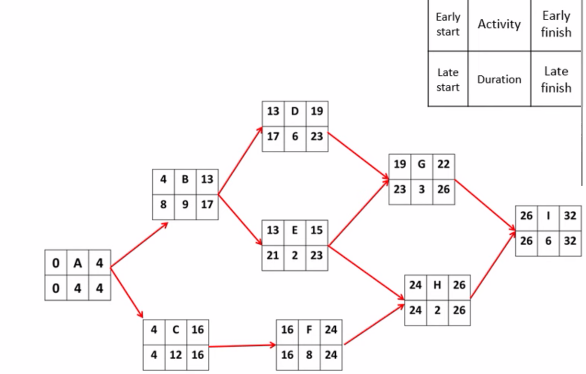 Early start Activity Early finish
Late start Duration Late finish
13 D 19
17 6 23
19 G 22
23 3 26
4 B 13
8 9 17
26 I 32
26 6 32
13 E 15
21 2 23
0 A 4
0 4 4
24 H 26
24 2 26
4 C 16
4 12 16
16 F 24
16 8 24